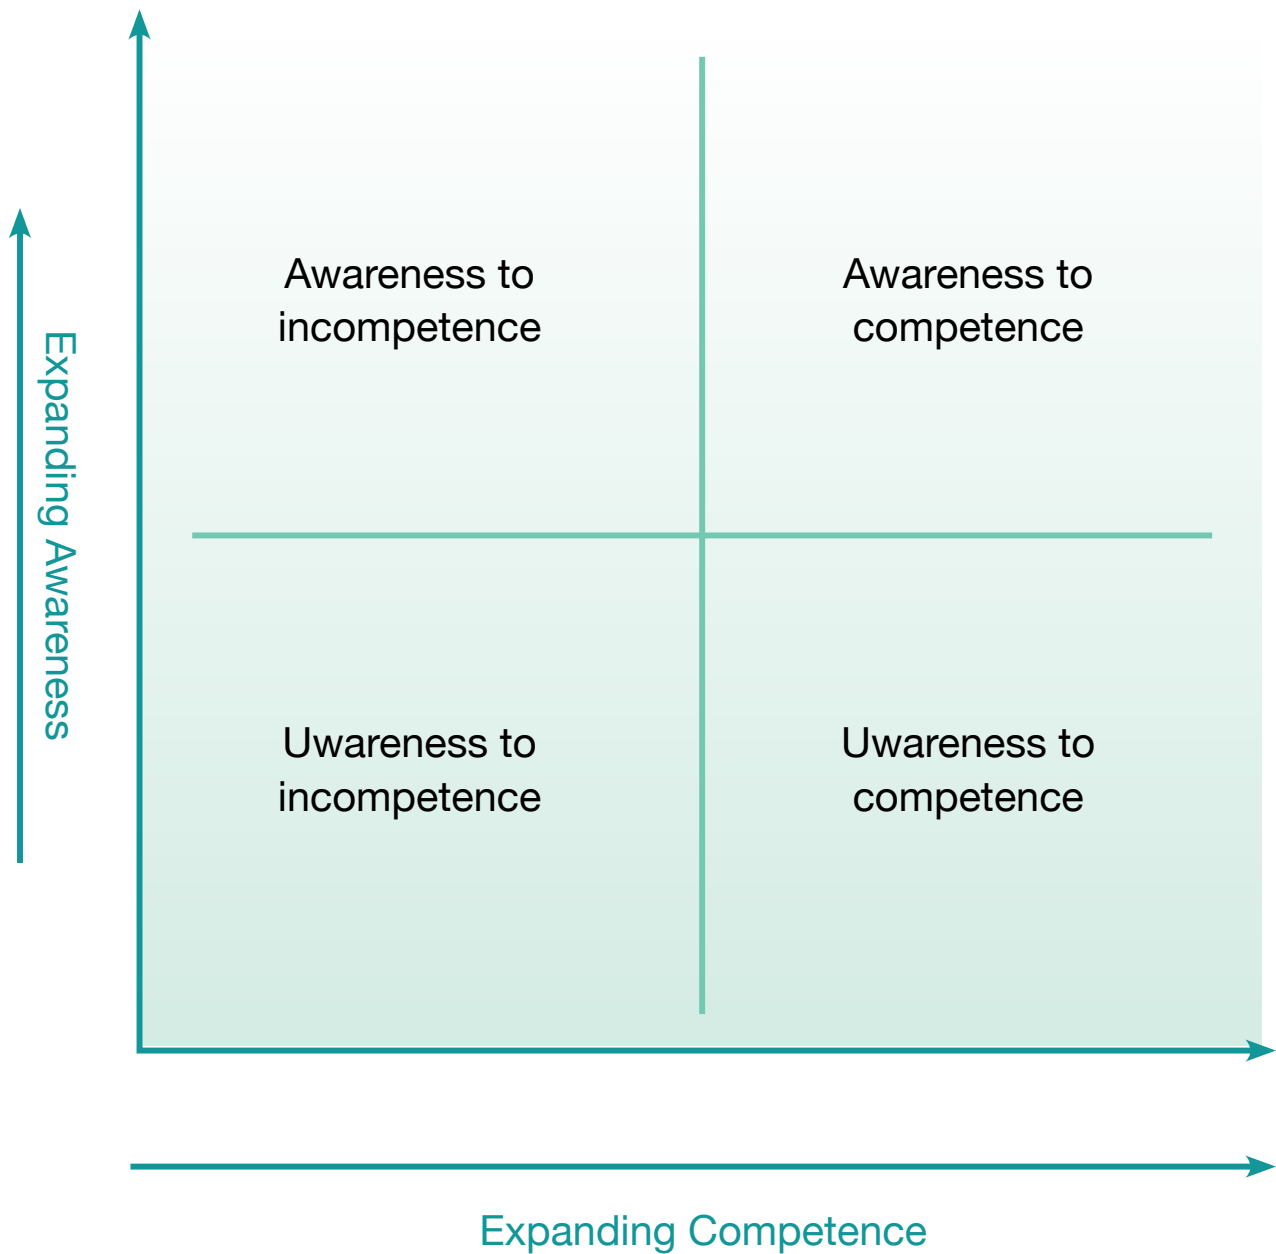 Awareness to
incompetence
Awareness to
competence
Expanding Awareness
Uwareness to
incompetence
Uwareness to
competence
Expanding Competence